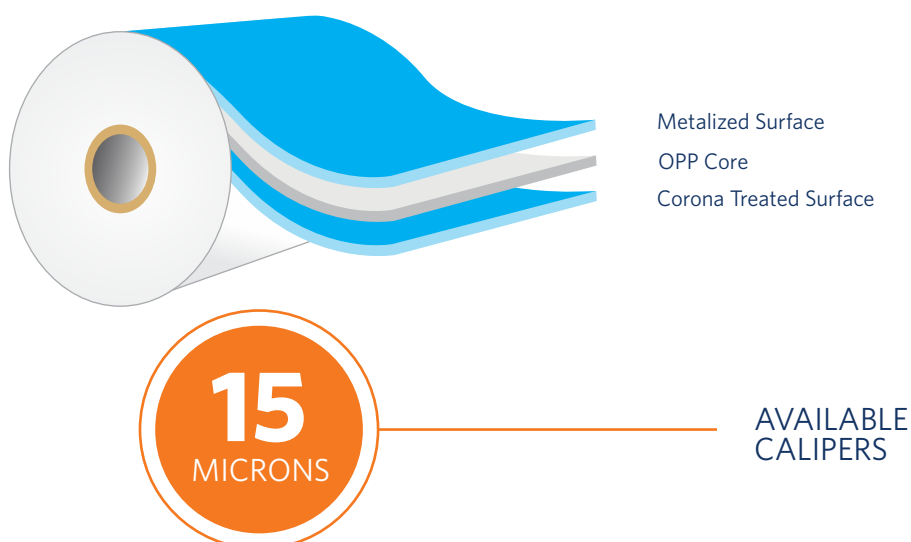 Metalized Surface
OPP Core
Corona Treated Surface
15
MICRONS
AVAILABLE
CALIPERS